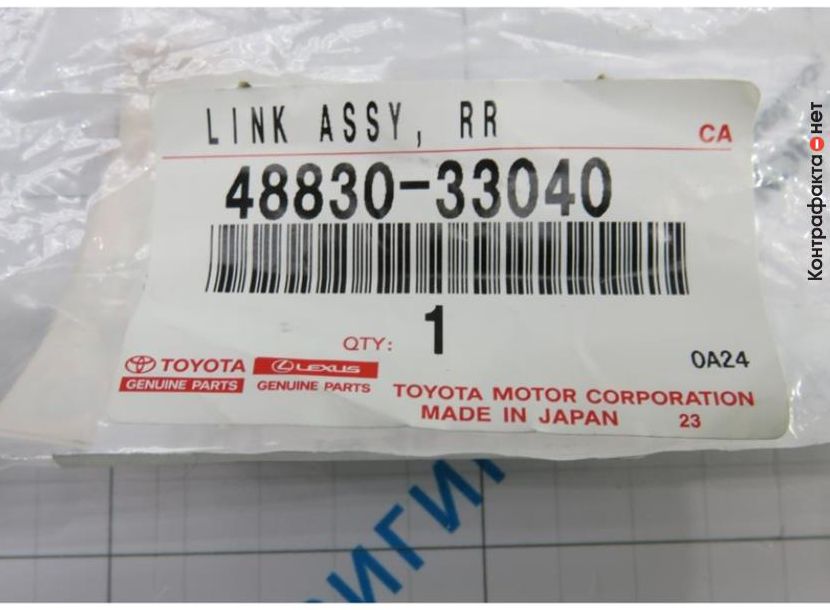 LINK ASSY, RR
CA
48830-33040
QTY: 1
0A24
TOYOTA
GENUINE PARTS
LEXUS
GENUINE PARTS
TOYOTA MOTOR CORPORATION
MADE IN JAPAN 23
Контрафакта нет